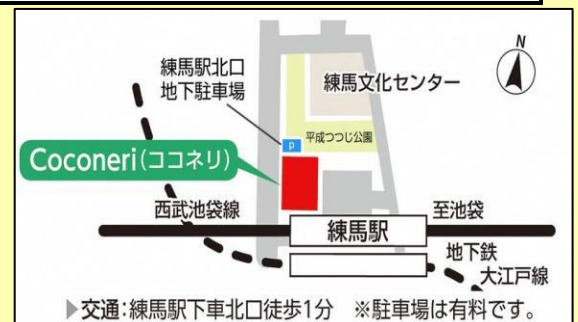 N
練馬駅北口
地下駐車場
練馬文化センター
P
平成つつじ公園
Coconeri(ココネリ)
西武池袋線
至池袋
練馬駅
地下鉄
大江戸線
▶交通:練馬駅下車北口徒歩1分 ※駐車場は有料です。